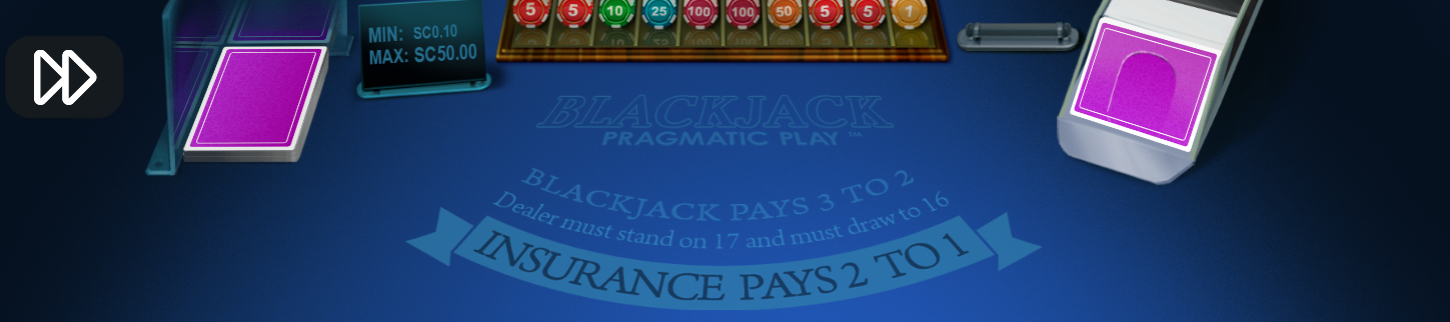 5 5 10 25 100 100 50 5 5 1
MIN: SC0.10
MAX: SC50.00
BLACKJACK
PRAGMATIC PLAY™
BLACKJACK PAYS 3 TO 2
Dealer must stand on 17 and must draw to 16
INSURANCE PAYS 2 TO 1